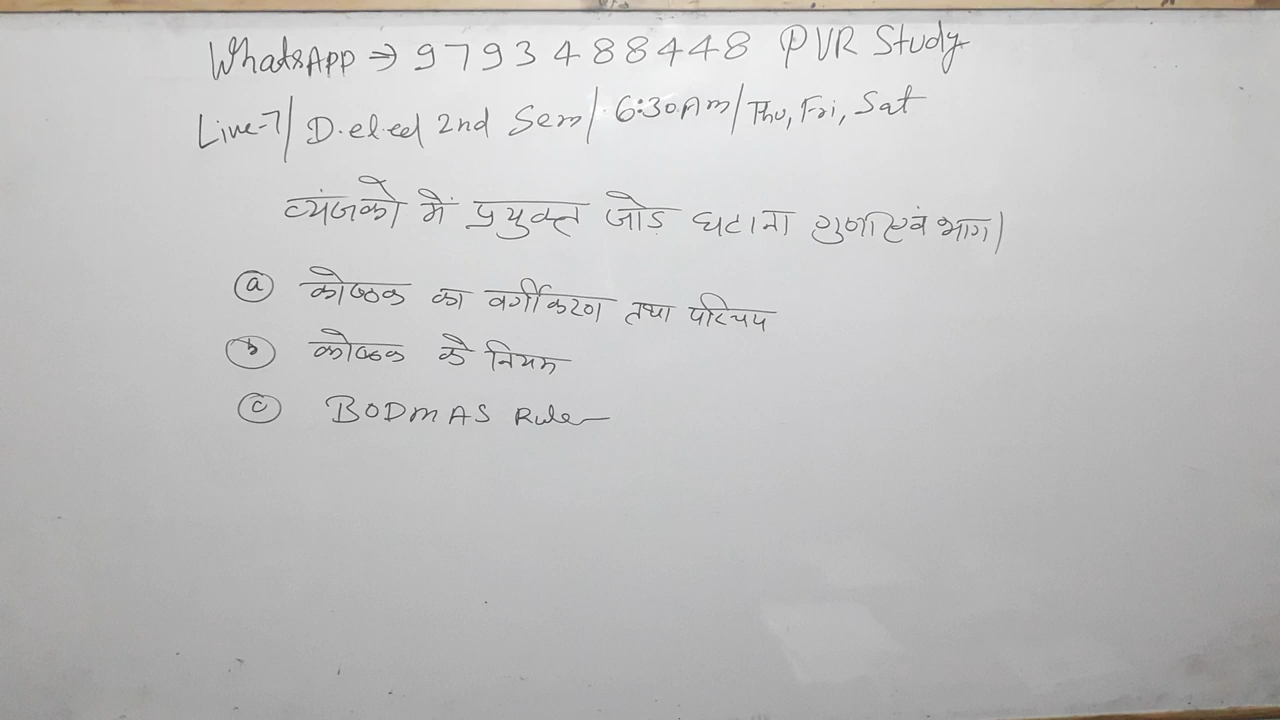 WhatsApp ⇒ 9793488448 PVR Study
Live-7/ D.el.ed 2nd Sem/ 6:30Am/ Thu, Fri, Sat
व्यंजको में प्रयुक्त जोड घटाना गुणा एवं भाग।
(a) कोष्ठक का वर्गीकरण तथा परिचय
(b) कोष्ठक के नियम
(c) BODMAS Rule